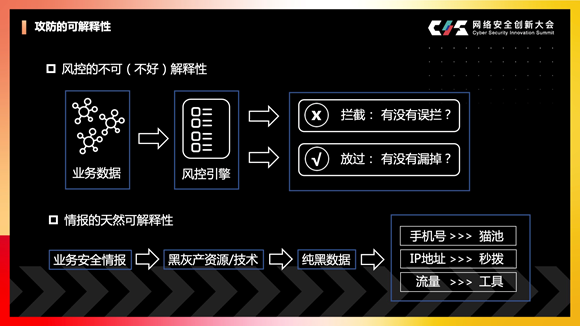 攻防的可解释性
CIS 网络安全创新大会
Cyber Security Innovation Summit
风控的不可（不好）解释性
业务数据
风控引擎
X 拦截： 有没有误拦？
√ 放过： 有没有漏掉？
情报的天然可解释性
业务安全情报
黑灰产资源/技术
纯黑数据
手机号 >>> 猫池
IP地址 >>> 秒拨
流量 >>> 工具